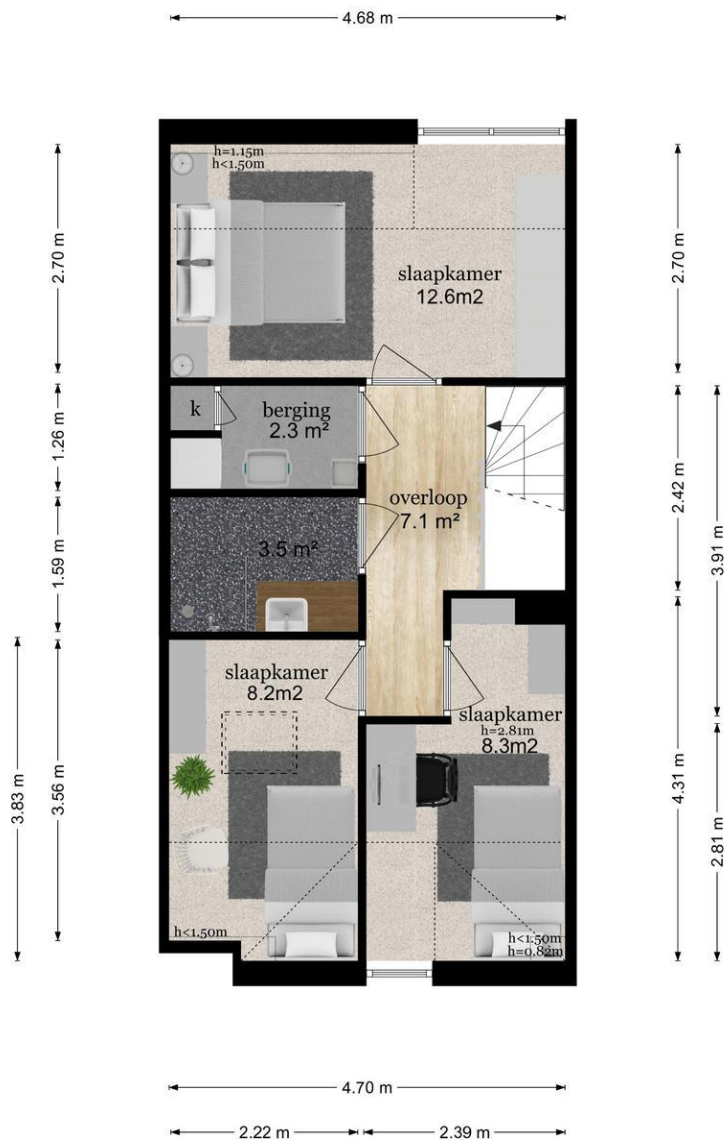 4.68 m
h=1.15m
h<1.50m
2.70 m
2.70 m
slaapkamer
12.6m2
k
berging
2.3 m²
1.26 m
overloop
7.1 m²
2.42 m
3.91 m
3.5 m²
1.59 m
slaapkamer
8.2m2
slaapkamer
h=2.81m
8.3m2
3.83 m
3.56 m
4.31 m
2.81 m
h<1.50m
h<1.50m
h=0.82m
4.70 m
2.22 m
2.39 m